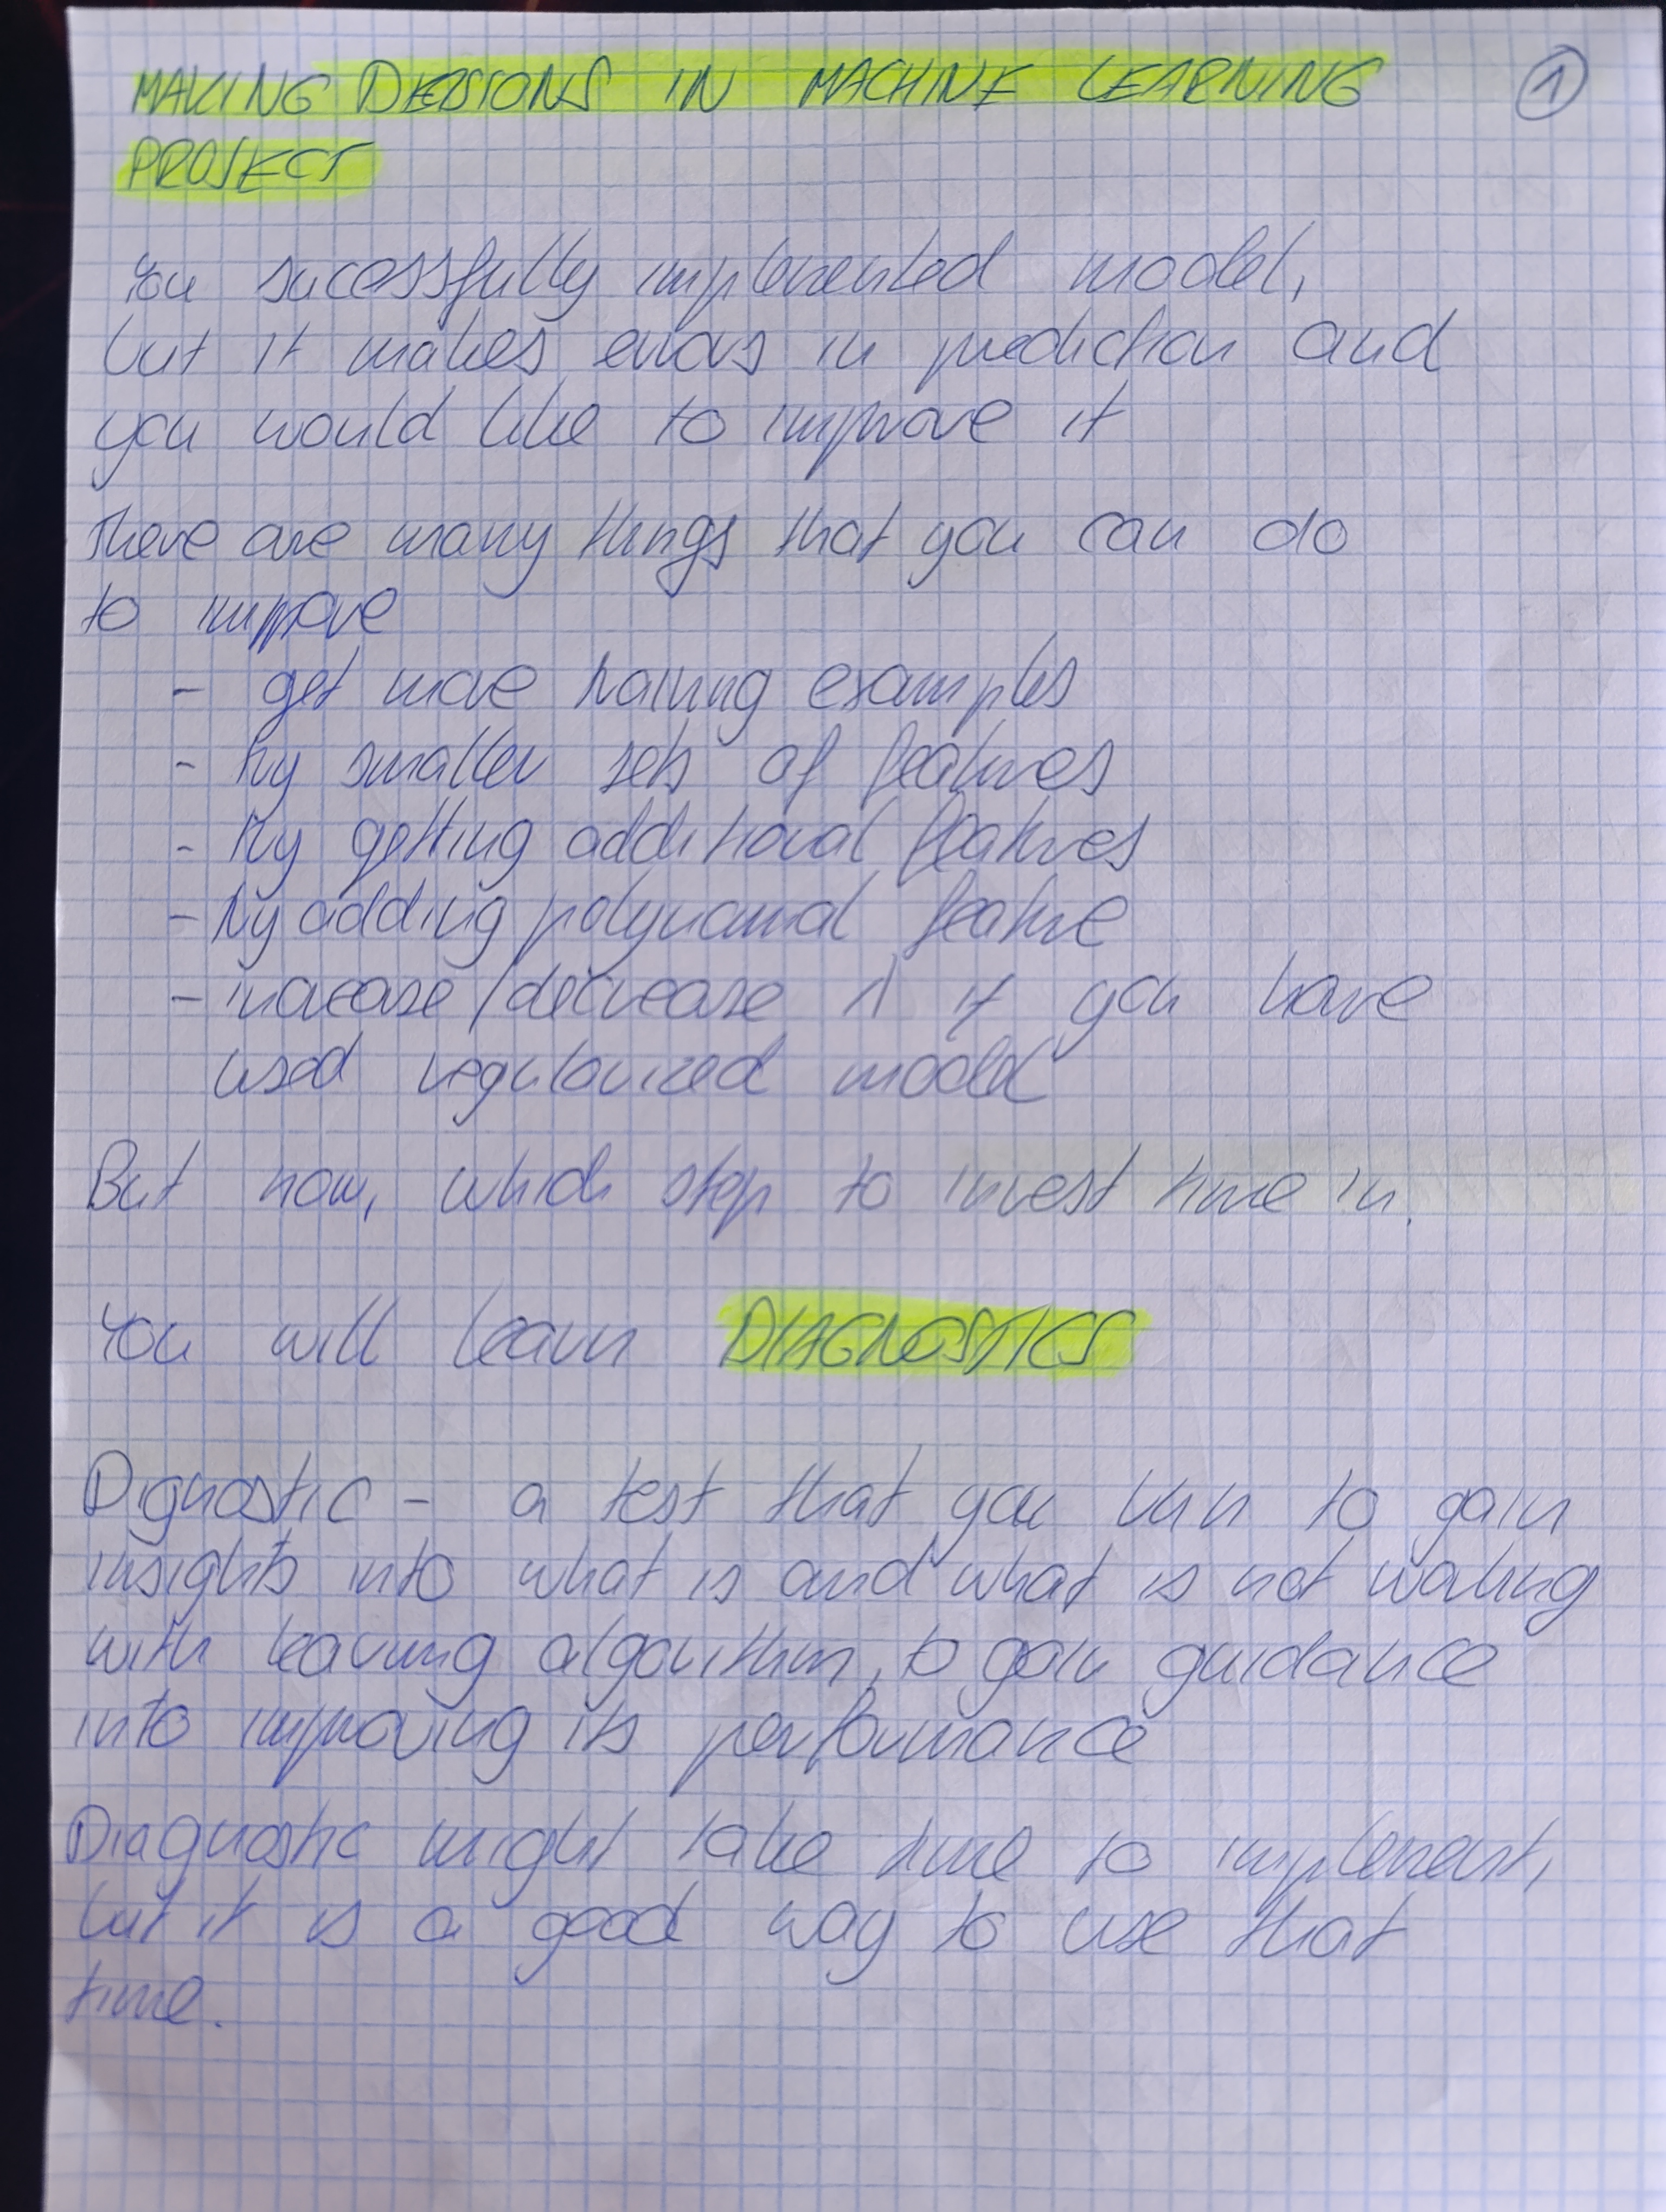 MAKING DECISIONS IN MACHINE LEARNING
1
PROJECT
You sucessfully implemented model,
but it makes errors in prediction and
you would like to improve it
There are many things that you can do
to improve
- get more training examples
- try smaller sets of features
- try getting additional features
- try adding polynomial feature
- increase/decrease λ if you have
used regularized model
But now, which step to invest time in.
You will learn DIAGNOSTICS
Dignostic - a test that you run to gain
insights into what is and what is not working
with learning algorithm, to gain guidance
into improving its performance
Diagnostic might take time to implement,
but it is a good way to use that
time.